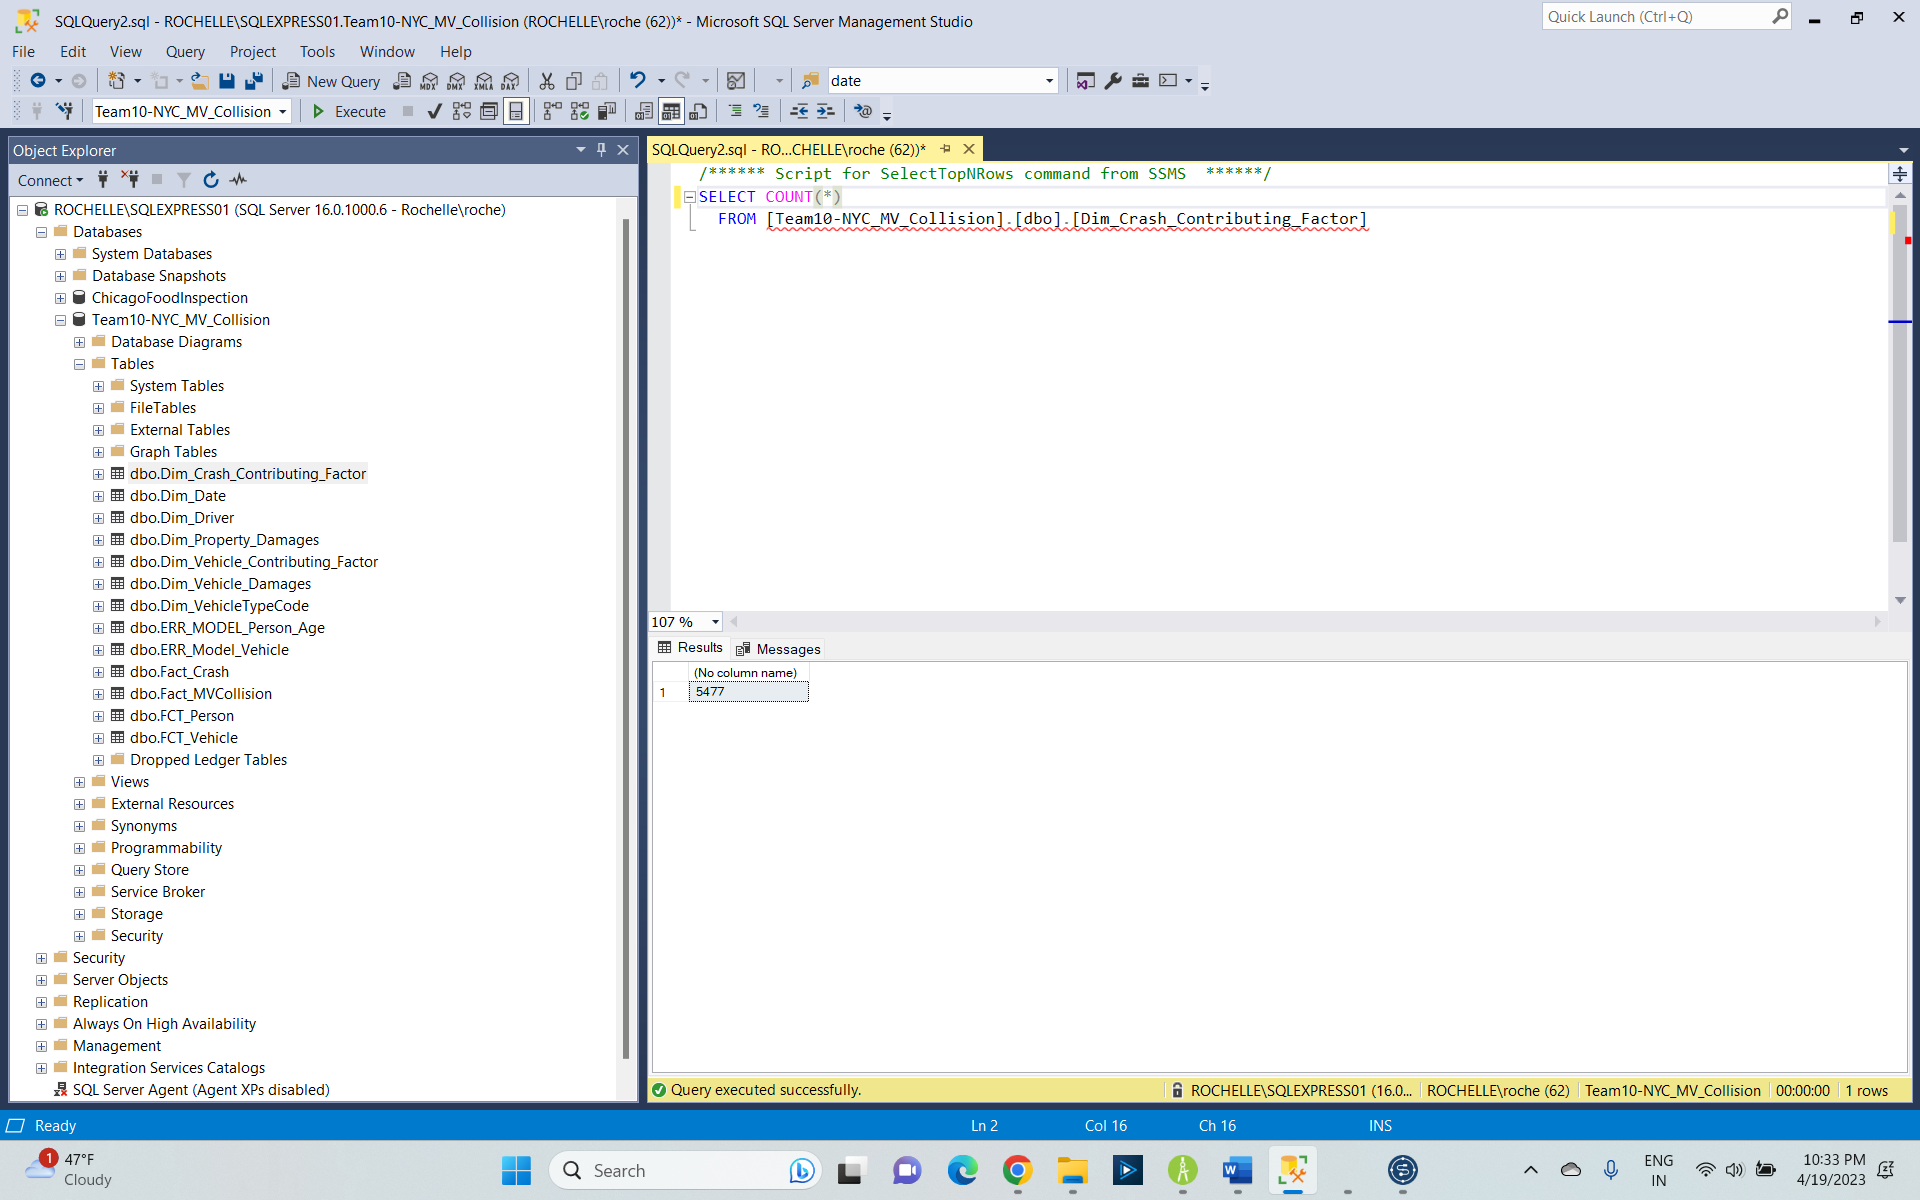 SQLQuery2.sql - ROCHELLE\SQLEXPRESS01.Team10-NYC_MV_Collision (ROCHELLE\roche (62))* - Microsoft SQL Server Management Studio
Quick Launch (Ctrl+Q)
File Edit View Query Project Tools Window Help
New Query
MDX DMX XMLA DAX
date
Team10-NYC_MV_Collision
Execute
Object Explorer
Connect
ROCHELLE\SQLEXPRESS01 (SQL Server 16.0.1000.6 - Rochelle\roche)
Databases
System Databases
Database Snapshots
ChicagoFoodInspection
Team10-NYC_MV_Collision
Database Diagrams
Tables
System Tables
FileTables
External Tables
Graph Tables
dbo.Dim_Crash_Contributing_Factor
dbo.Dim_Date
dbo.Dim_Driver
dbo.Dim_Property_Damages
dbo.Dim_Vehicle_Contributing_Factor
dbo.Dim_Vehicle_Damages
dbo.Dim_VehicleTypeCode
dbo.ERR_MODEL_Person_Age
dbo.ERR_Model_Vehicle
dbo.Fact_Crash
dbo.Fact_MVCollision
dbo.FCT_Person
dbo.FCT_Vehicle
Dropped Ledger Tables
Views
External Resources
Synonyms
Programmability
Query Store
Service Broker
Storage
Security
Security
Server Objects
Replication
Always On High Availability
Management
Integration Services Catalogs
SQL Server Agent (Agent XPs disabled)
SQLQuery2.sql - RO...CHELLE\roche (62))*
/****** Script for SelectTopNRows command from SSMS  ******/
SELECT COUNT(*)
FROM [Team10-NYC_MV_Collision].[dbo].[Dim_Crash_Contributing_Factor]
107 %
Results Messages
(No column name)
1 5477
Query executed successfully.
ROCHELLE\SQLEXPRESS01 (16.0... ROCHELLE\roche (62) Team10-NYC_MV_Collision 00:00:00 1 rows
Ready Ln 2 Col 16 Ch 16 INS
1
47°F
Cloudy
Search
ENG
IN
10:33 PM
4/19/2023